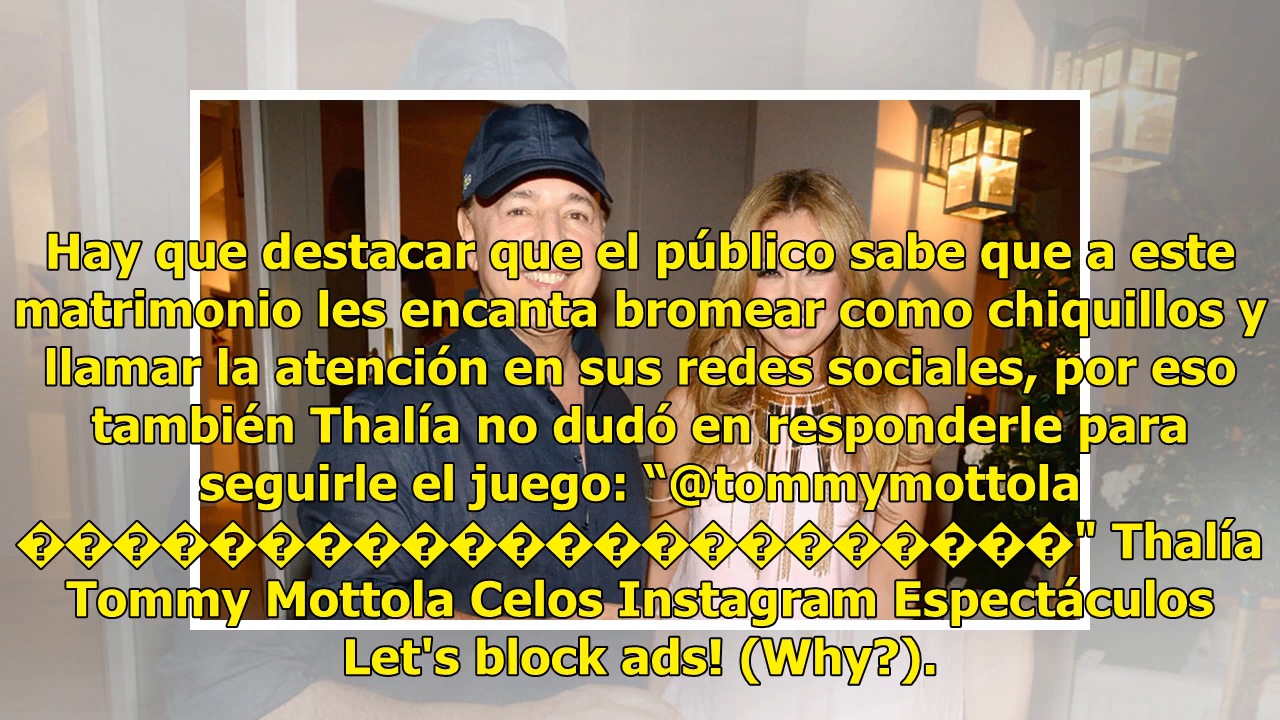 Hay que destacar que el público sabe que a este
matrimonio les encanta bromear como chiquillos y
llamar la atención en sus redes sociales, por eso
también Thalía no dudó en responderle para
seguirle el juego: “@tommymottola
����������������������" Thalía
Tommy Mottola Celos Instagram Espectáculos
Let's block ads! (Why?).